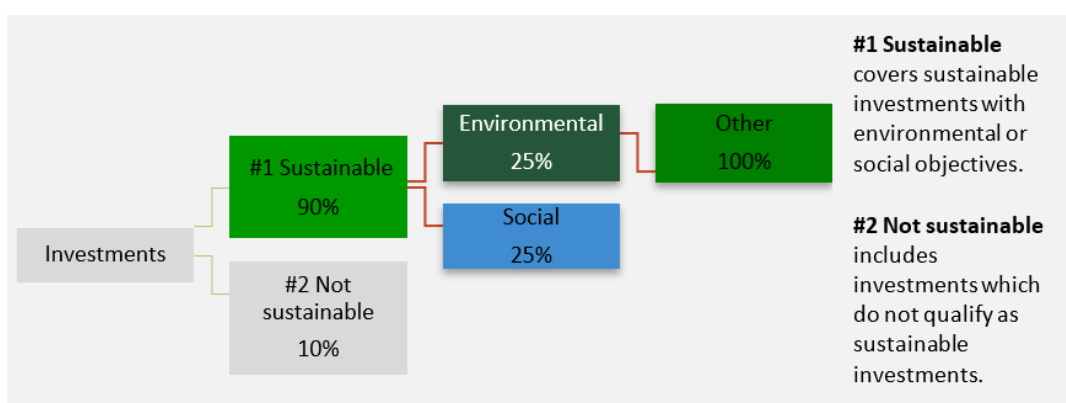 Investments
#1 Sustainable
90%
#2 Not
sustainable
10%
Environmental
25%
Social
25%
Other
100%
#1 Sustainable
covers sustainable
investments with
environmental or
social objectives.
#2 Not sustainable
includes
investments which
do not qualify as
sustainable
investments.